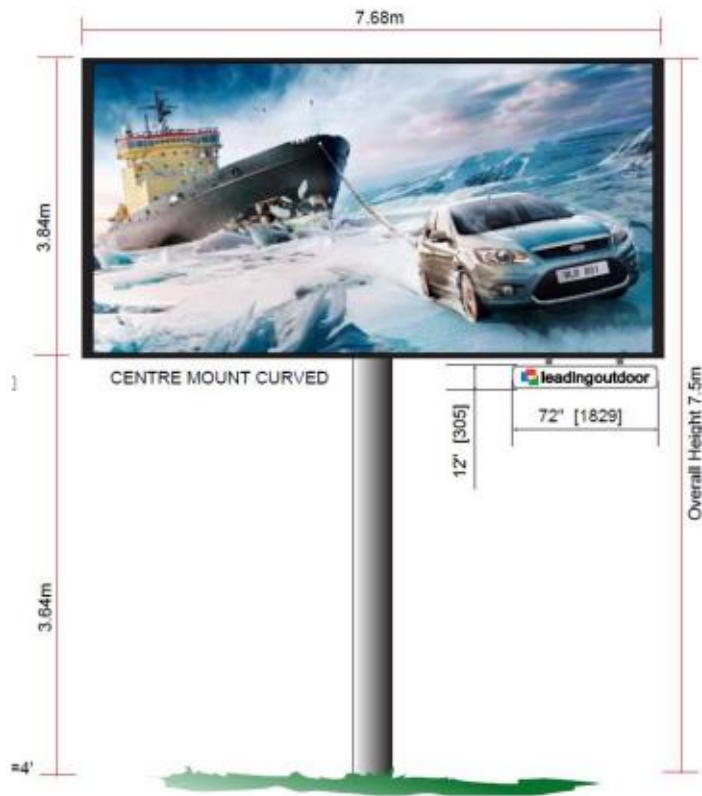 7.68m
3.84m
CENTRE MOUNT CURVED
leadingoutdoor
72" [1829]
12" [305]
Overall Height 7.5m
3.64m
=4'